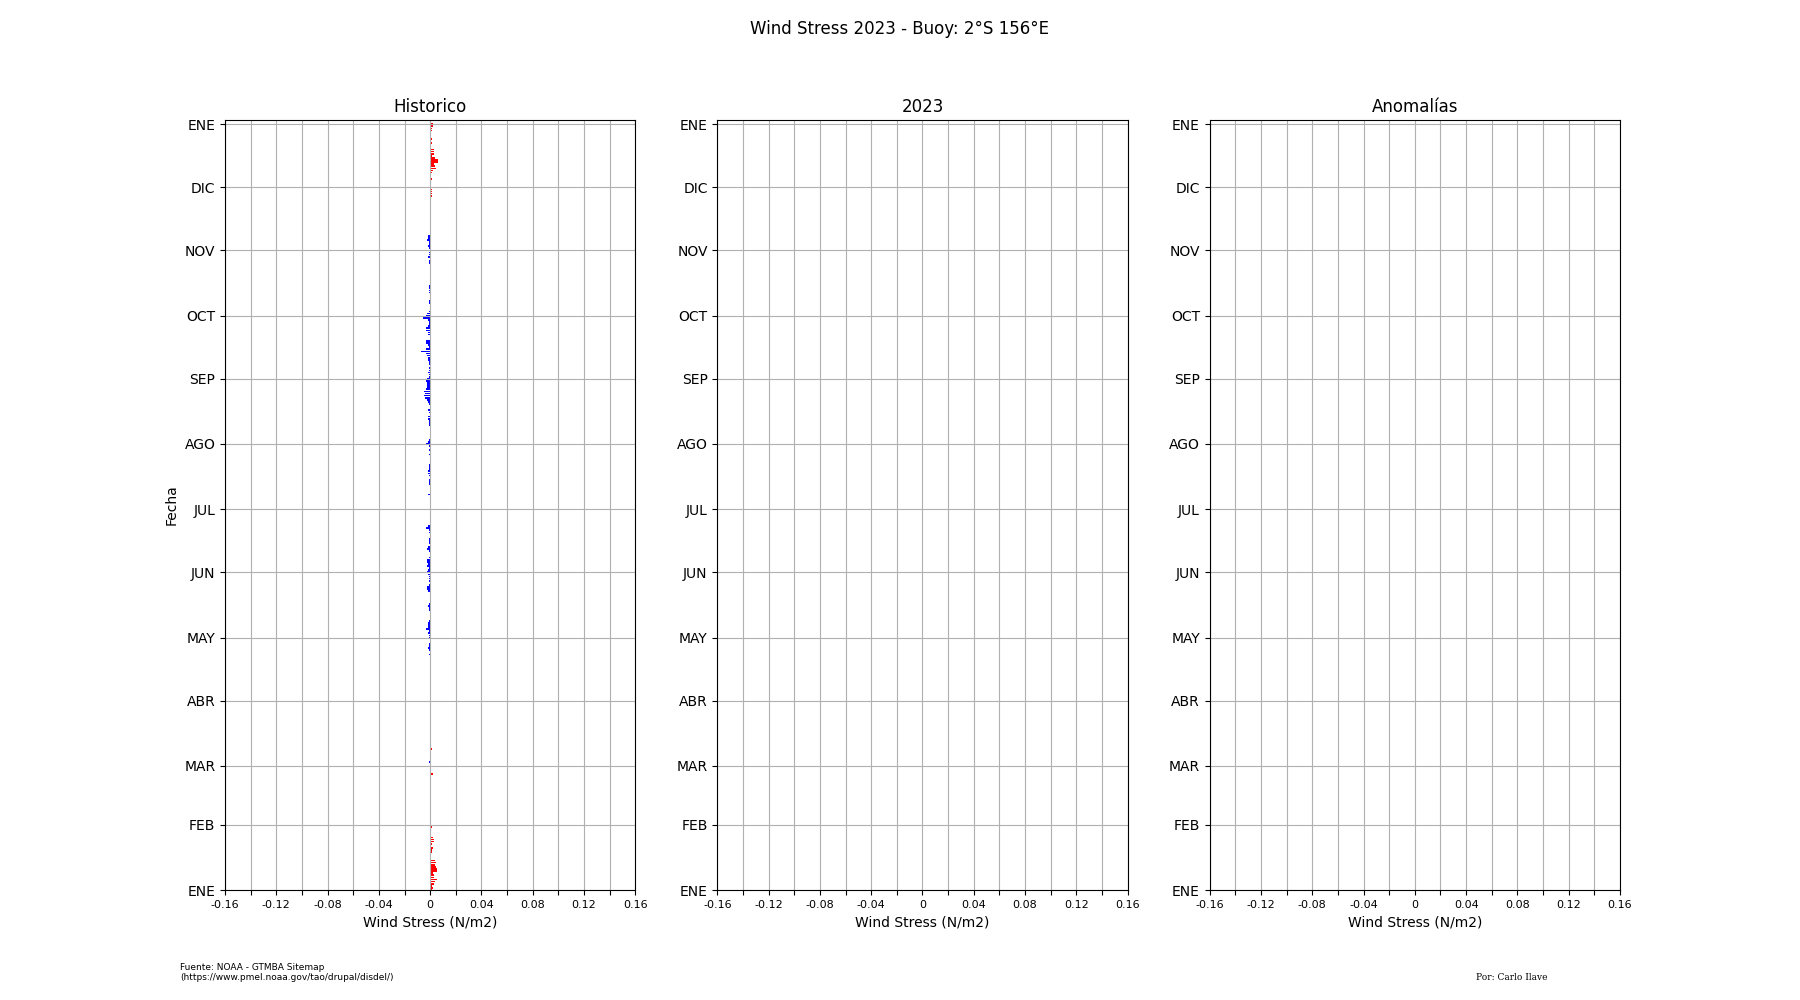 Wind Stress 2023 - Buoy: 2°S 156°E
Historico
ENE
DIC
NOV
OCT
SEP
AGO
JUL
JUN
MAY
ABR
MAR
FEB
ENE
Fecha
-0.16 -0.12 -0.08 -0.04 0 0.04 0.08 0.12 0.16
Wind Stress (N/m2)
2023
ENE
DIC
NOV
OCT
SEP
AGO
JUL
JUN
MAY
ABR
MAR
FEB
ENE
-0.16 -0.12 -0.08 -0.04 0 0.04 0.08 0.12 0.16
Wind Stress (N/m2)
Anomalías
ENE
DIC
NOV
OCT
SEP
AGO
JUL
JUN
MAY
ABR
MAR
FEB
ENE
-0.16 -0.12 -0.08 -0.04 0 0.04 0.08 0.12 0.16
Wind Stress (N/m2)
Fuente: NOAA - GTMBA Sitemap
(https://www.pmel.noaa.gov/tao/drupal/disdel/)
Por: Carlo Ilave